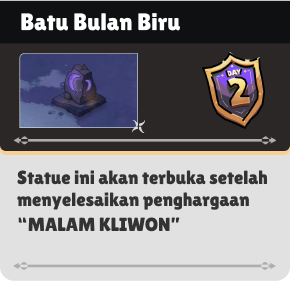 Batu Bulan Biru
DAY
2
Statue ini akan terbuka setelah
menyelesaikan penghargaan
“MALAM KLIWON”